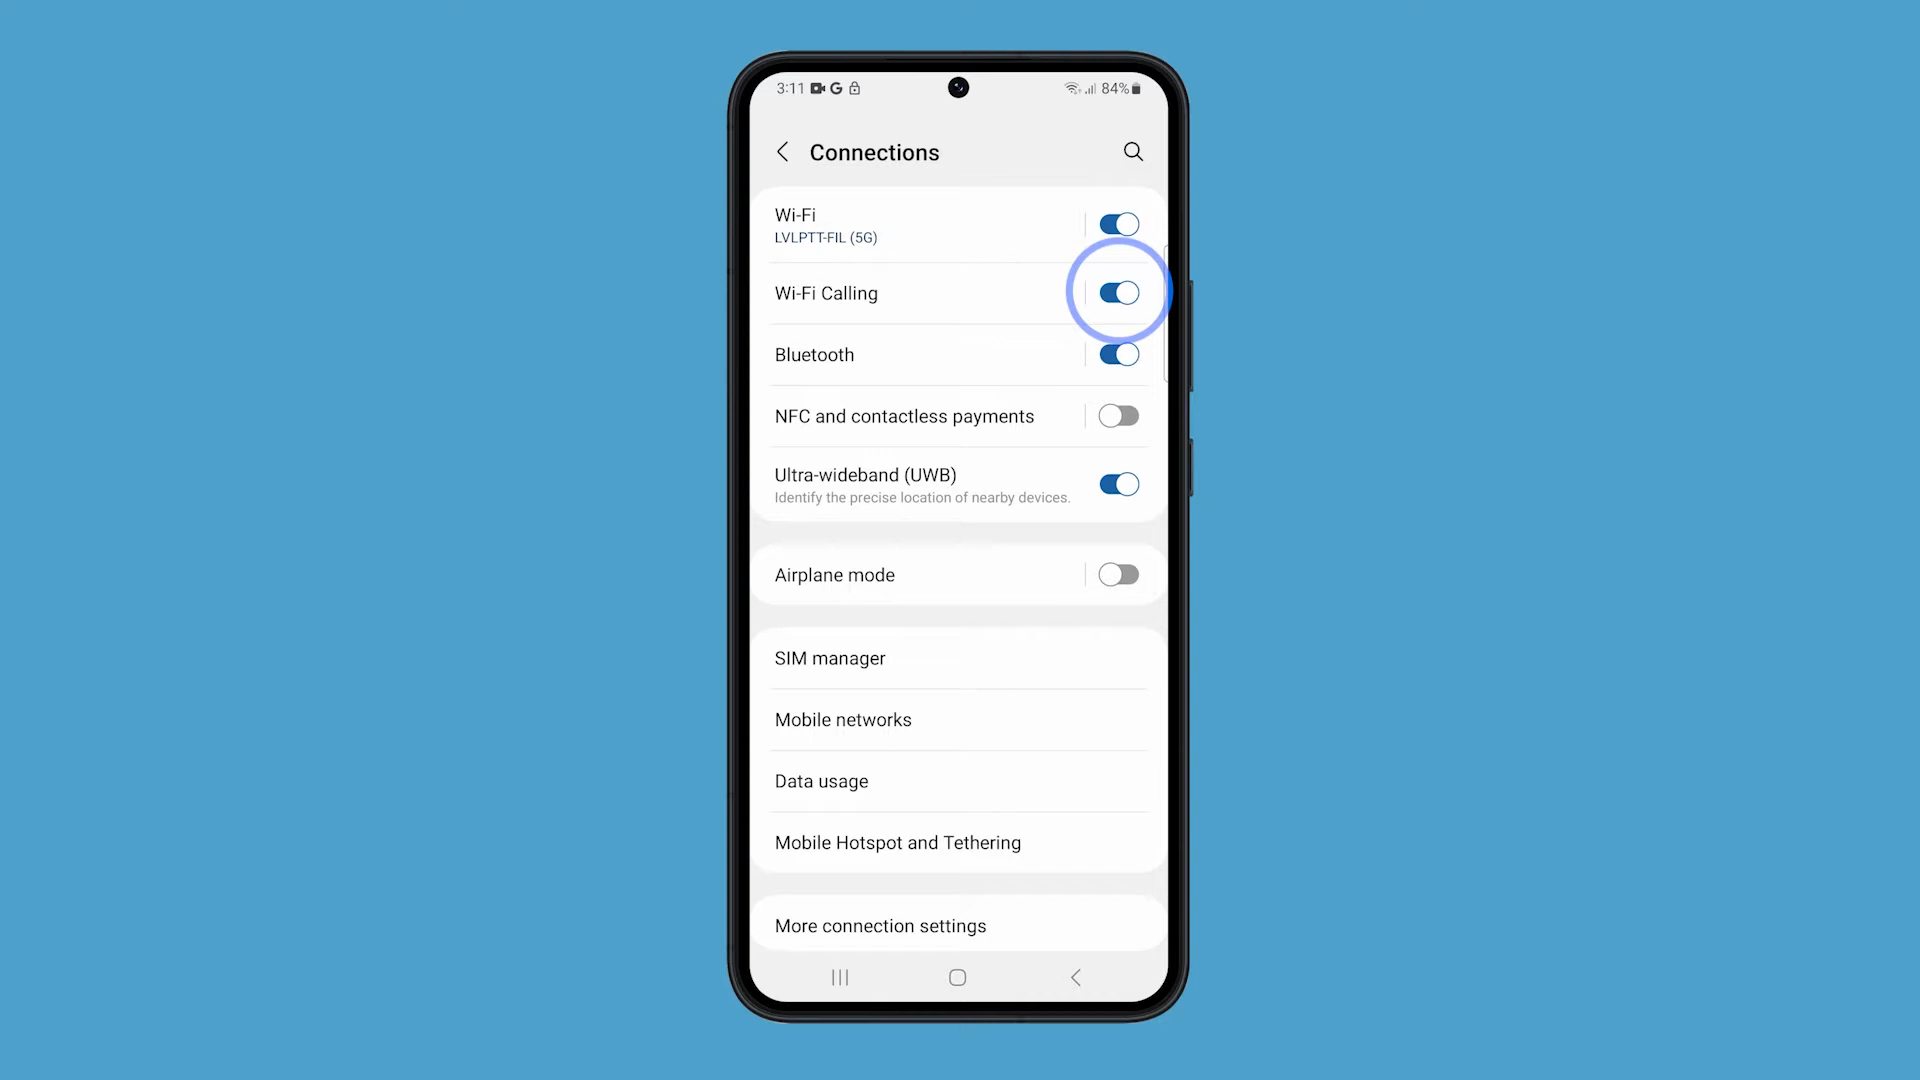 3:11 G 84%
Connections
Wi-Fi
LVLPTT-FIL (5G)
Wi-Fi Calling
Bluetooth
NFC and contactless payments
Ultra-wideband (UWB)
Identify the precise location of nearby devices.
Airplane mode
SIM manager
Mobile networks
Data usage
Mobile Hotspot and Tethering
More connection settings